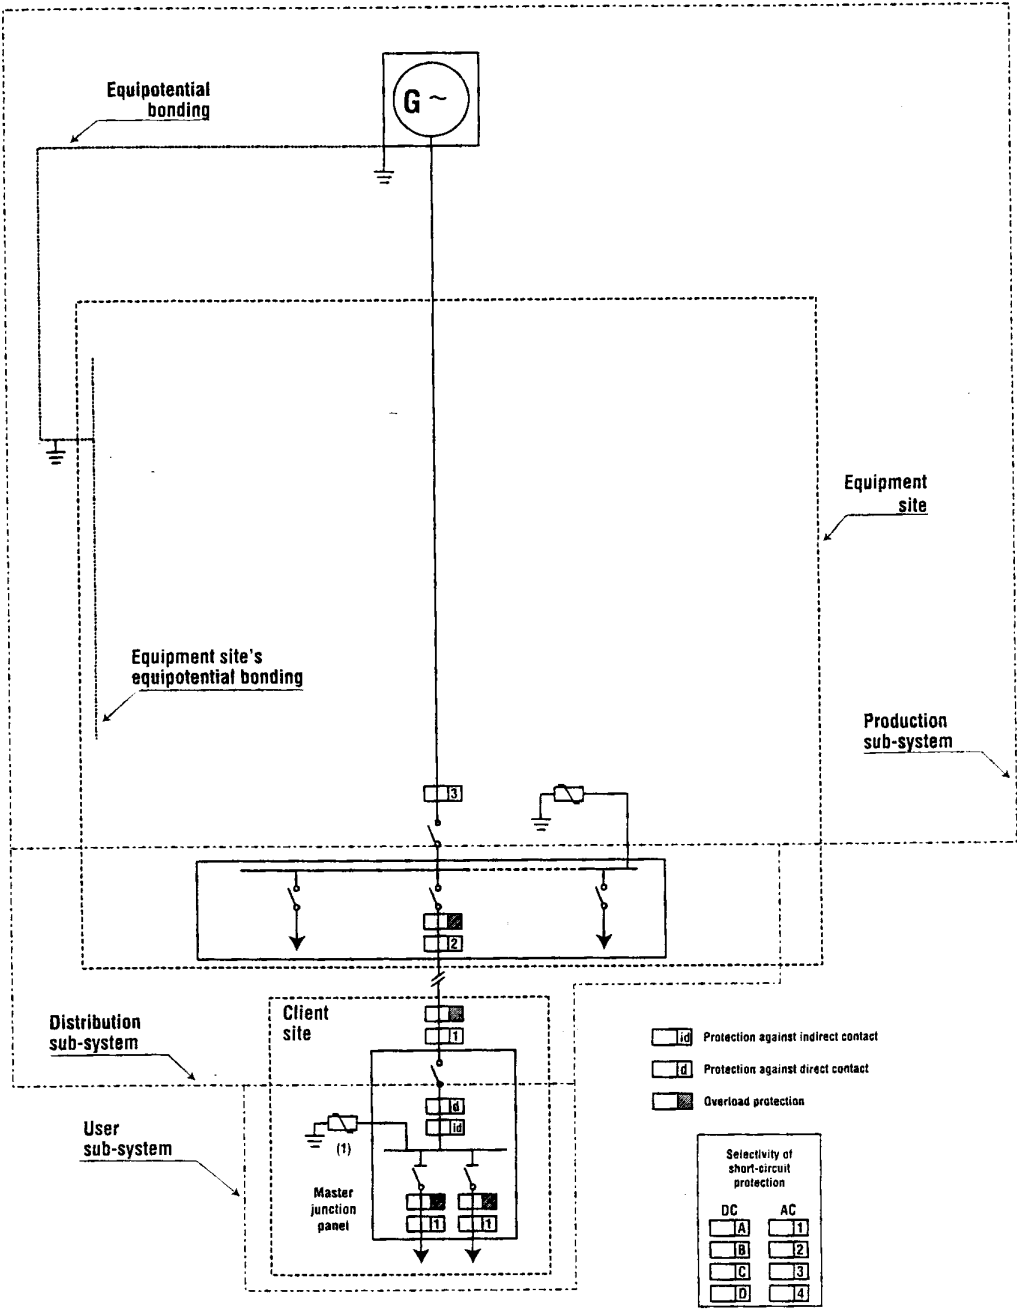 Equipotential
bonding
G ~
Equipment
site
Equipment site's
equipotential bonding
Production
sub-system
3
2
Client
site
1
Distribution
sub-system
id Protection against indirect contact
d Protection against direct contact
Overload protection
d
id
(1)
User
sub-system
Master
junction
panel
1 1
Selectivity of
short-circuit
protection
DC AC
A 1
B 2
C 3
D 4